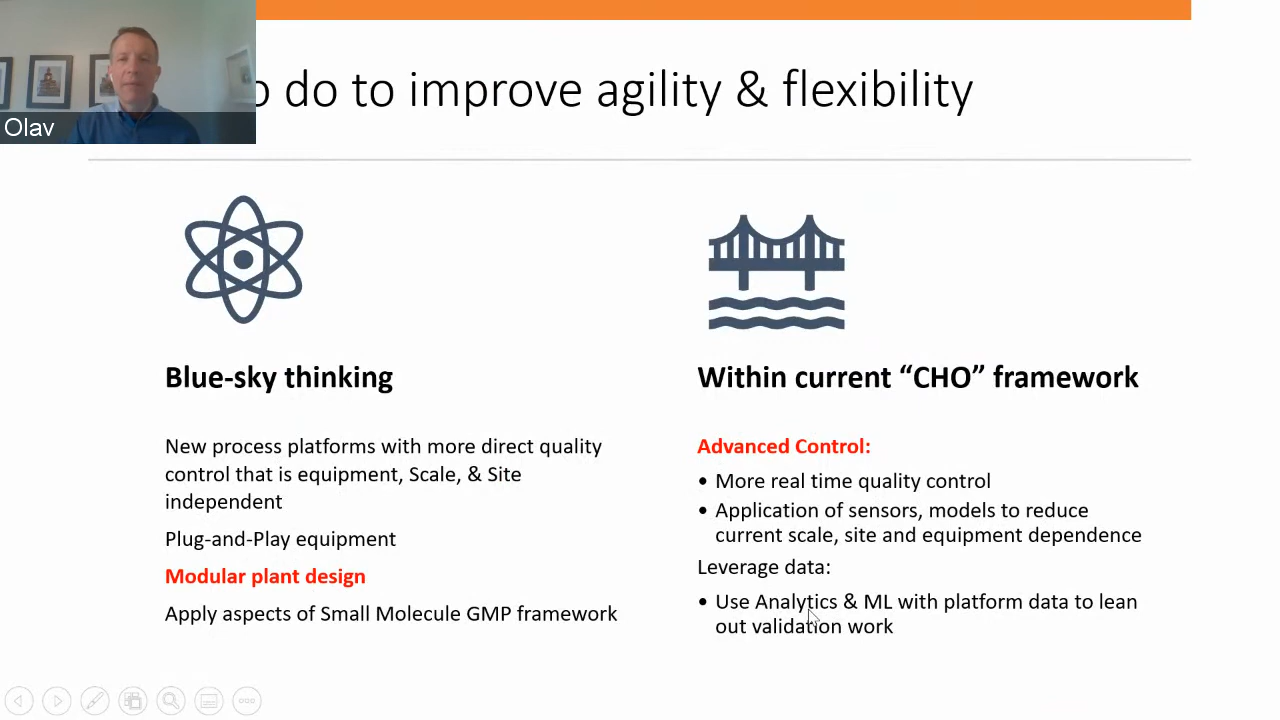 Olav
do to improve agility & flexibility
Blue-sky thinking
New process platforms with more direct quality
control that is equipment, Scale, & Site
independent
Plug-and-Play equipment
Modular plant design
Apply aspects of Small Molecule GMP framework
Within current “CHO” framework
Advanced Control:
• More real time quality control
• Application of sensors, models to reduce
current scale, site and equipment dependence
Leverage data:
• Use Analytics & ML with platform data to lean
out validation work